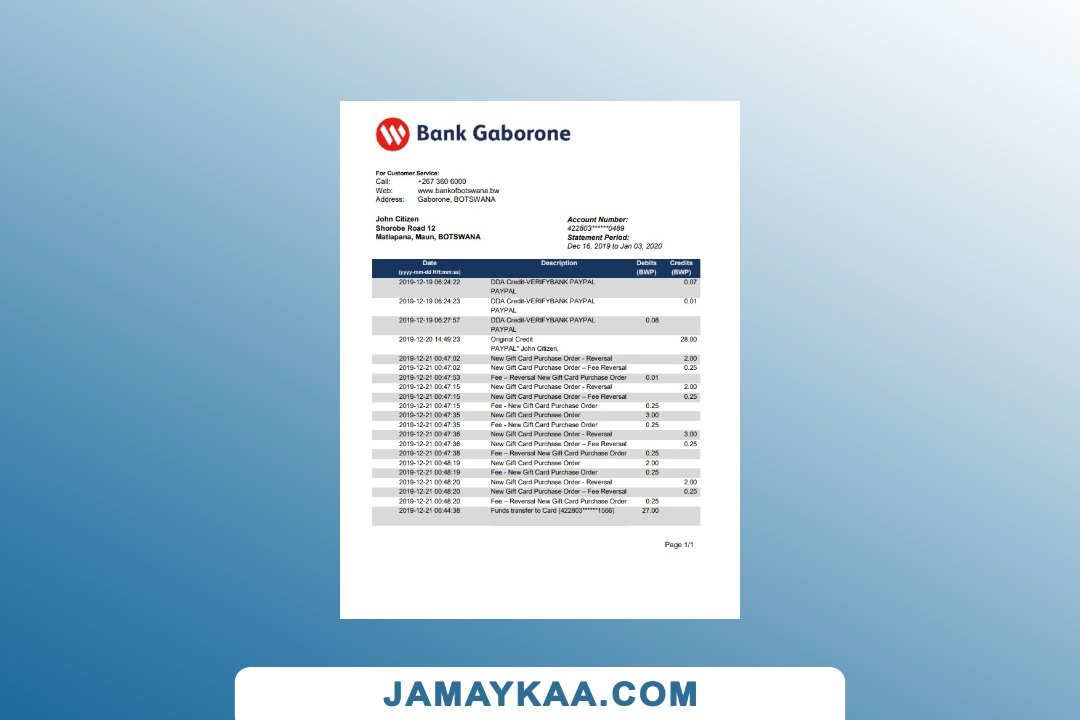 Bank Gaborone
For Customer Service:
Call: +267 360 6000
Web: www.bankofbotswana.bw
Address: Gaborone, BOTSWANA
John Citizen
Shorobe Road 12
Matlapana, Maun, BOTSWANA
Account Number:
422803******0489
Statement Period:
Dec 16, 2019 to Jan 03, 2020
Date Description Debits Credits
(yyyy-mm-dd HH:mm:ss) (BWP) (BWP)
2019-12-19 06:24:22 DDA Credit-VERIFYBANK PAYPAL 0.07
PAYPAL
2019-12-19 06:24:23 DDA Credit-VERIFYBANK PAYPAL 0.01
PAYPAL
2019-12-19 06:27:57 DDA Credit-VERIFYBANK PAYPAL 0.08
PAYPAL
2019-12-20 14:49:23 Original Credit 28.00
PAYPAL* John Citizen,
2019-12-21 00:47:02 New Gift Card Purchase Order - Reversal 2.00
2019-12-21 00:47:02 New Gift Card Purchase Order – Fee Reversal 0.25
2019-12-21 00:47:53 Fee – Reversal New Gift Card Purchase Order 0.01
2019-12-21 00:47:15 New Gift Card Purchase Order - Reversal 2.00
2019-12-21 00:47:15 New Gift Card Purchase Order – Fee Reversal 0.25
2019-12-21 00:47:15 Fee - New Gift Card Purchase Order 0.25
2019-12-21 00:47:35 New Gift Card Purchase Order 3.00
2019-12-21 00:47:35 Fee - New Gift Card Purchase Order 0.25
2019-12-21 00:47:36 New Gift Card Purchase Order - Reversal 3.00
2019-12-21 00:47:36 New Gift Card Purchase Order – Fee Reversal 0.25
2019-12-21 00:47:38 Fee – Reversal New Gift Card Purchase Order 0.25
2019-12-21 00:48:19 New Gift Card Purchase Order 2.00
2019-12-21 00:48:19 Fee - New Gift Card Purchase Order 0.25
2019-12-21 00:48:20 New Gift Card Purchase Order - Reversal 2.00
2019-12-21 00:48:20 New Gift Card Purchase Order – Fee Reversal 0.25
2019-12-21 00:48:20 Fee – Reversal New Gift Card Purchase Order 0.25
2019-12-21 06:44:38 Funds transfer to Card (422803******1566) 27.00
Page 1/1
JAMAYKAA.COM